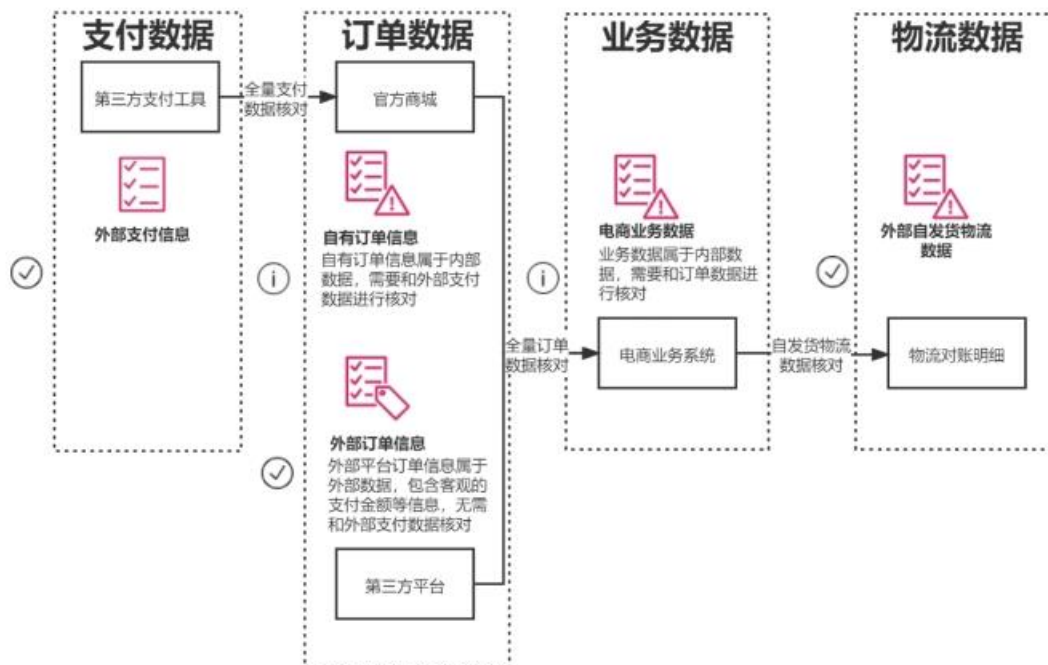 支付数据
订单数据
业务数据
物流数据
第三方支付工具
全量支付
数据核对
官方商城
外部支付信息
自有订单信息
自有订单信息属于内部
数据，需要和外部支付
数据进行核对
电商业务数据
业务数据属于内部数
据，需要和订单数据进
行核对
外部自发货物流
数据
全量订单
数据核对
电商业务系统
自发货物流
数据核对
物流对账明细
外部订单信息
外部平台订单信息属于
外部数据，包含客观的
支付金额等信息，无需
和外部支付数据核对
第三方平台